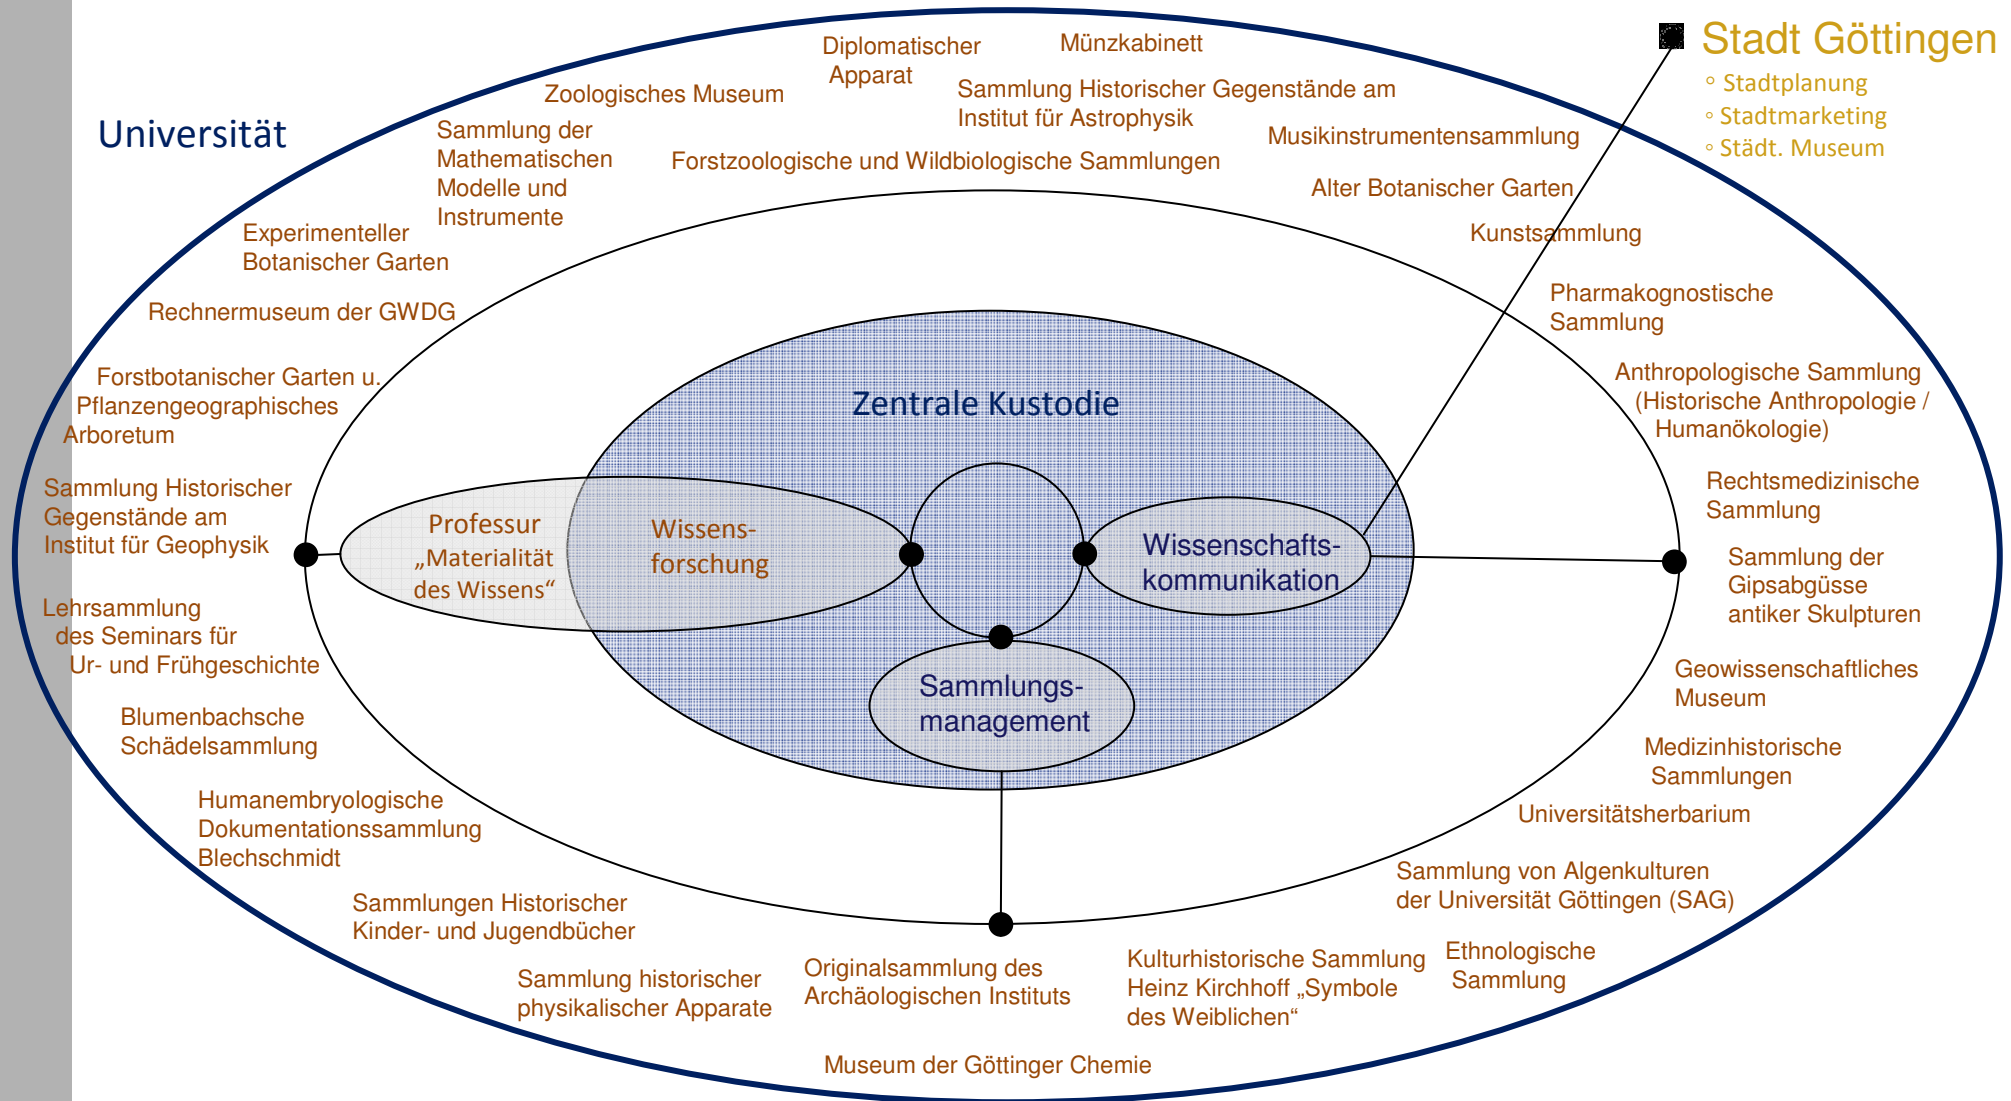 Universität
Diplomatischer
Apparat
Münzkabinett
Zoologisches Museum
Sammlung Historischer Gegenstände am
Institut für Astrophysik
Sammlung der
Mathematischen
Modelle und
Instrumente
Forstzoologische und Wildbiologische Sammlungen
Musikinstrumentensammlung
Alter Botanischer Garten
Kunstsammlung
Stadt Göttingen
◦ Stadtplanung
◦ Stadtmarketing
◦ Städt. Museum
Experimenteller
Botanischer Garten
Rechnermuseum der GWDG
Pharmakognostische
Sammlung
Forstbotanischer Garten u.
Pflanzengeographisches
Arboretum
Zentrale Kustodie
Anthropologische Sammlung
(Historische Anthropologie /
Humanökologie)
Sammlung Historischer
Gegenstände am
Institut für Geophysik
Professur
„Materialität
des Wissens“
Wissens-
forschung
Wissenschafts-
kommunikation
Rechtsmedizinische
Sammlung
Sammlung der
Gipsabgüsse
antiker Skulpturen
Lehrsammlung
des Seminars für
Ur- und Frühgeschichte
Sammlungs-
management
Geowissenschaftliches
Museum
Blumenbachsche
Schädelsammlung
Medizinhistorische
Sammlungen
Humanembryologische
Dokumentationssammlung
Blechschmidt
Universitätsherbarium
Sammlungen Historischer
Kinder- und Jugendbücher
Sammlung von Algenkulturen
der Universität Göttingen (SAG)
Sammlung historischer
physikalischer Apparate
Originalsammlung des
Archäologischen Instituts
Kulturhistorische Sammlung
Heinz Kirchhoff „Symbole
des Weiblichen“
Ethnologische
Sammlung
Museum der Göttinger Chemie